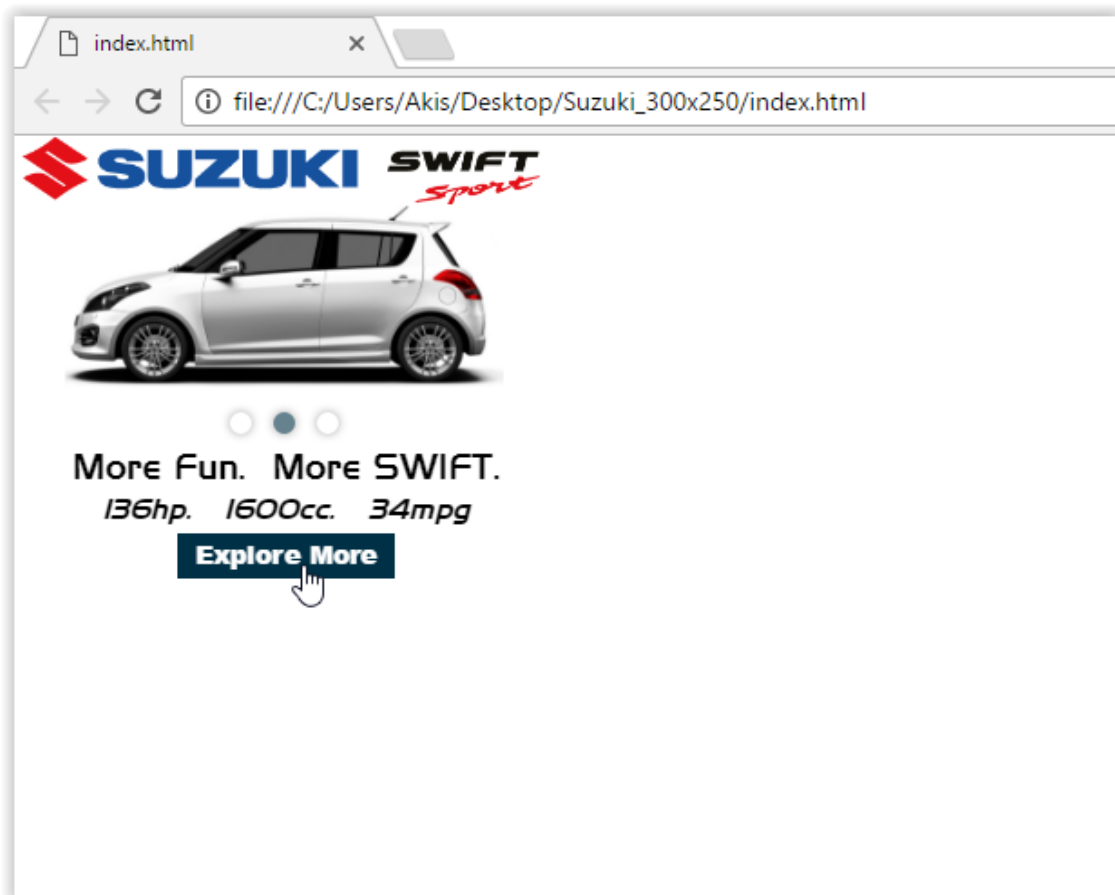 index.html
file:///C:/Users/Akis/Desktop/Suzuki_300x250/index.html
SUZUKI SWIFT
Sport
More Fun. More SWIFT.
136hp. 1600cc. 34mpg
Explore More